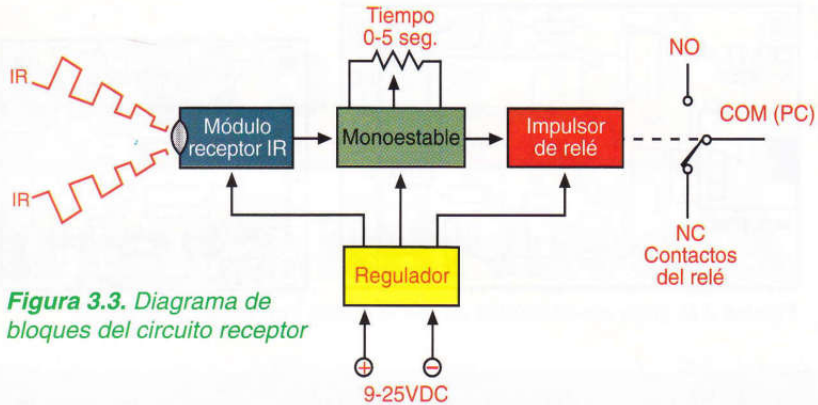 Tiempo
0-5 seg.
IR
NO
COM (PC)
Módulo
receptor IR
Monoestable
Impulsor
de relé
IR
NC
Contactos
del relé
Regulador
Figura 3.3. Diagrama de
bloques del circuito receptor
+
−
9-25VDC